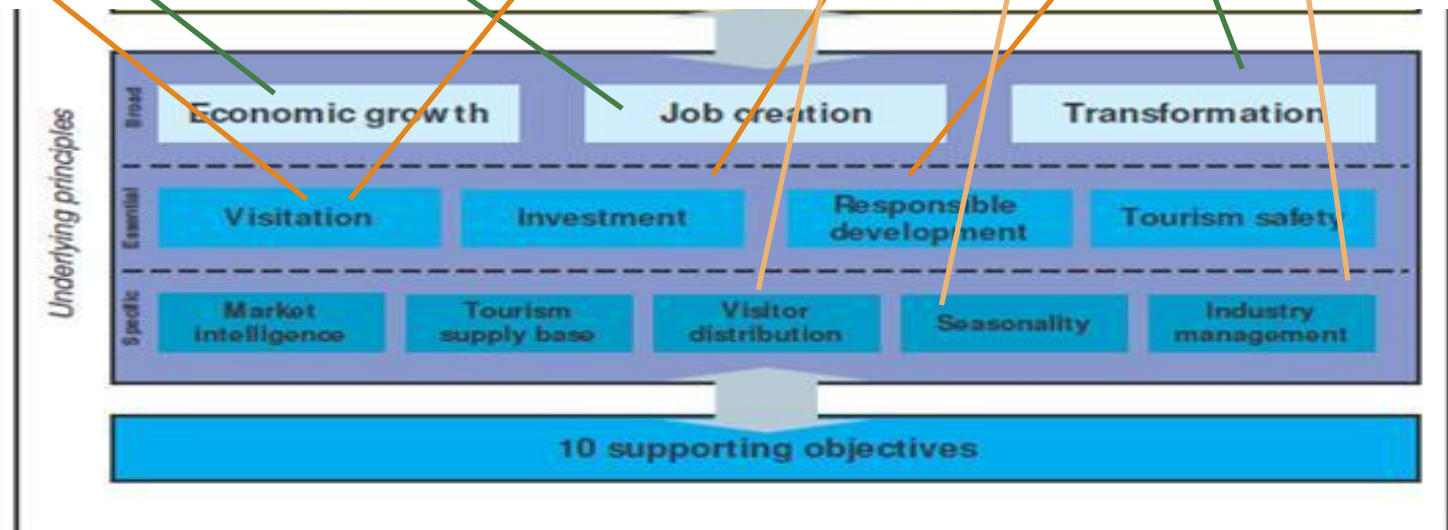 Underlying principles
Broad
Economic growth
Job creation
Transformation
Essential
Visitation
Investment
Responsible
development
Tourism safety
Specific
Market
intelligence
Tourism
supply base
Visitor
distribution
Seasonality
Industry
management
10 supporting objectives